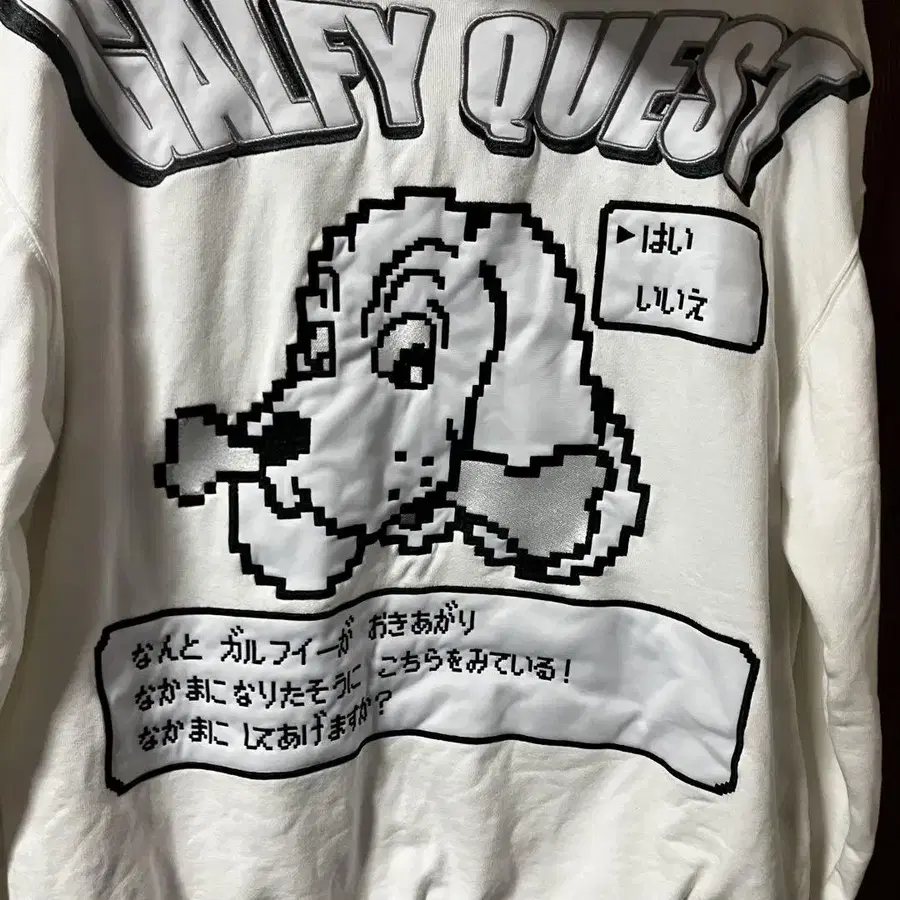 GALFY QUEST
▶はい
いいえ
なんと ガルフィーが おきあがり
なかまになりたそうに こちらをみている!
なかまに してあげますか?